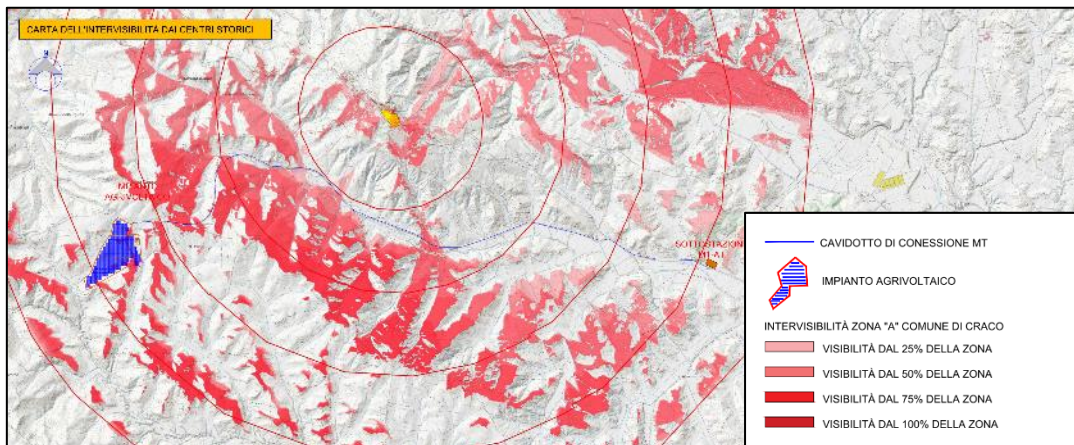 CARTA DELL'INTERVISIBILITÀ DAI CENTRI STORICI
N
SOTTOSTAZIONE
CAVIDOTTO DI CONESSIONE MT
IMPIANTO AGRIVOLTAICO
INTERVISIBILITÀ ZONA "A" COMUNE DI CRACO
VISIBILITÀ DAL 25% DELLA ZONA
VISIBILITÀ DAL 50% DELLA ZONA
VISIBILITÀ DAL 75% DELLA ZONA
VISIBILITÀ DAL 100% DELLA ZONA